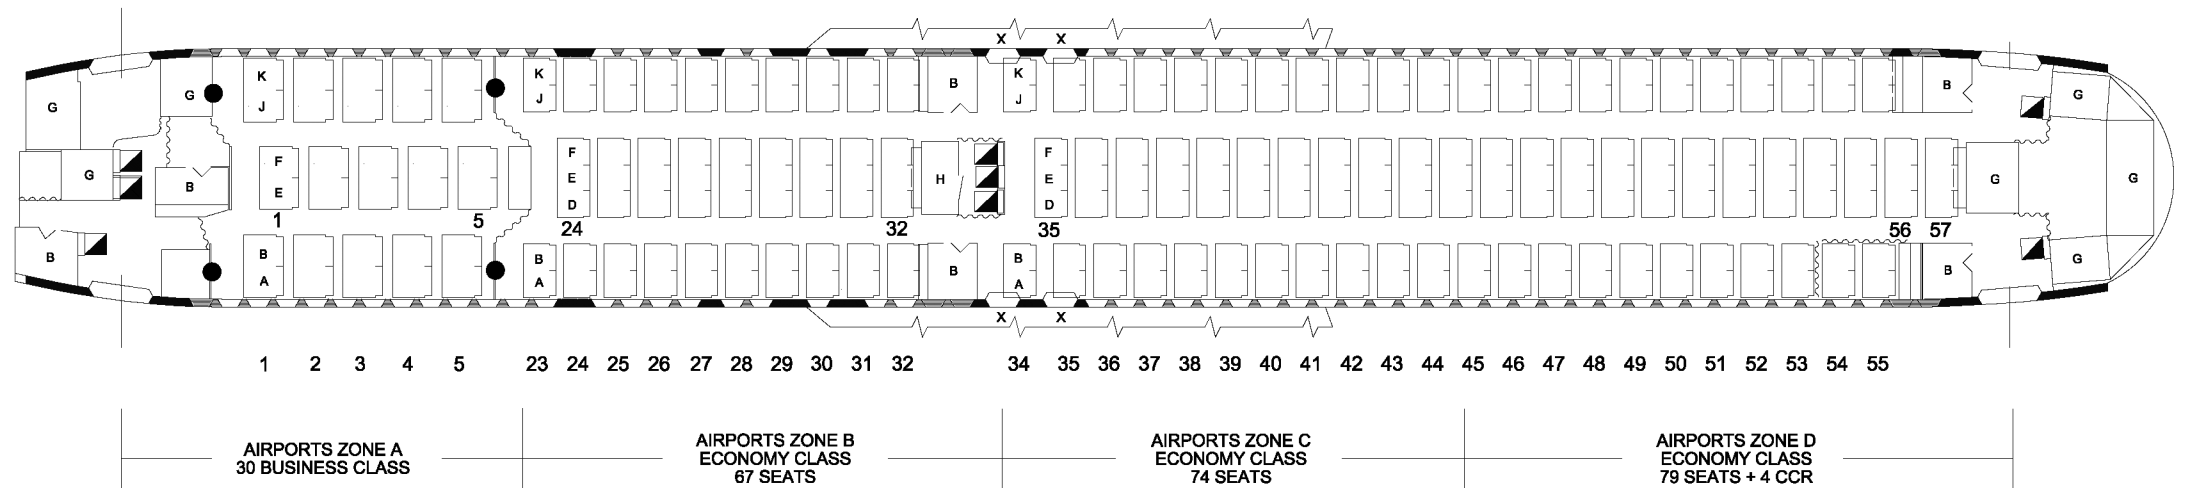 X X
K K K
G B B G
J J J
G
F F F
G E E H E G G
B
E D D
1 5 24 32 35 56 57
B B B B
B B G
A A A
X X
1 2 3 4 5 23 24 25 26 27 28 29 30 31 32 34 35 36 37 38 39 40 41 42 43 44 45 46 47 48 49 50 51 52 53 54 55
AIRPORTS ZONE A
30 BUSINESS CLASS
AIRPORTS ZONE B
ECONOMY CLASS
67 SEATS
AIRPORTS ZONE C
ECONOMY CLASS
74 SEATS
AIRPORTS ZONE D
ECONOMY CLASS
79 SEATS + 4 CCR